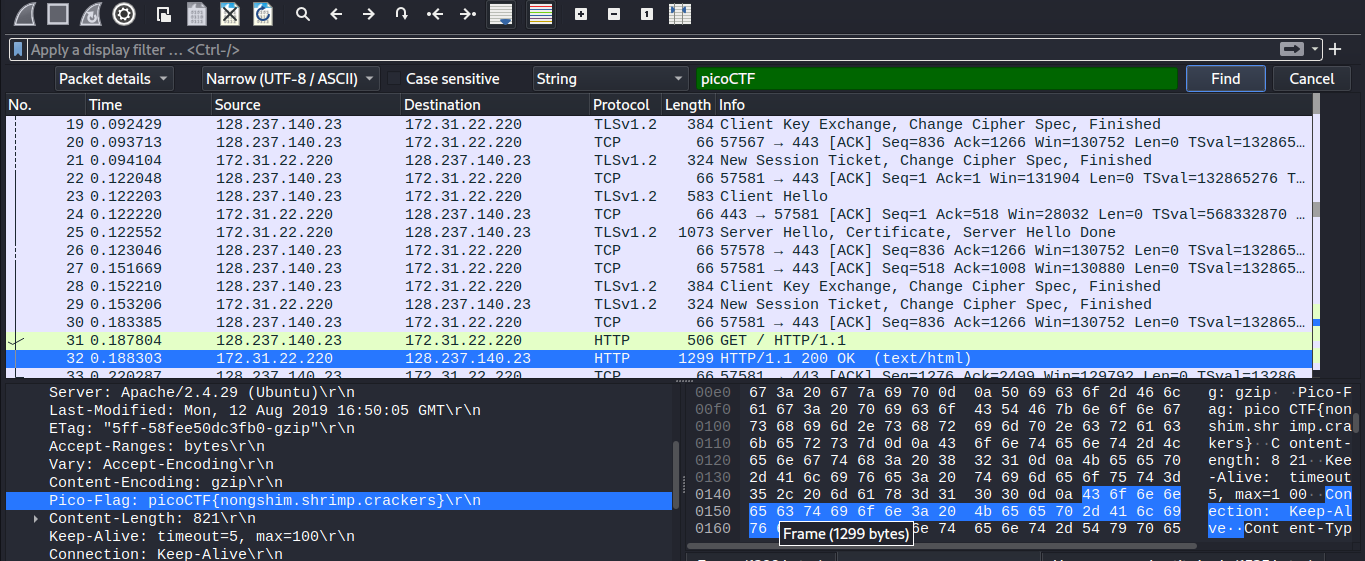 Apply a display filter … <Ctrl-/>
Packet details Narrow (UTF-8 / ASCII) Case sensitive String picoCTF Find Cancel
No. Time Source Destination Protocol Length Info
19 0.092429 128.237.140.23 172.31.22.220 TLSv1.2 384 Client Key Exchange, Change Cipher Spec, Finished
20 0.093713 128.237.140.23 172.31.22.220 TCP 66 57567 → 443 [ACK] Seq=836 Ack=1266 Win=130752 Len=0 TSval=132865…
21 0.094104 172.31.22.220 128.237.140.23 TLSv1.2 324 New Session Ticket, Change Cipher Spec, Finished
22 0.122048 128.237.140.23 172.31.22.220 TCP 66 57581 → 443 [ACK] Seq=1 Ack=1 Win=131904 Len=0 TSval=132865276 T…
23 0.122203 128.237.140.23 172.31.22.220 TLSv1.2 583 Client Hello
24 0.122220 172.31.22.220 128.237.140.23 TCP 66 443 → 57581 [ACK] Seq=1 Ack=518 Win=28032 Len=0 TSval=568332870 …
25 0.122552 172.31.22.220 128.237.140.23 TLSv1.2 1073 Server Hello, Certificate, Server Hello Done
26 0.123046 128.237.140.23 172.31.22.220 TCP 66 57578 → 443 [ACK] Seq=836 Ack=1266 Win=130752 Len=0 TSval=132865…
27 0.151669 128.237.140.23 172.31.22.220 TCP 66 57581 → 443 [ACK] Seq=518 Ack=1008 Win=130880 Len=0 TSval=132865…
28 0.152210 128.237.140.23 172.31.22.220 TLSv1.2 384 Client Key Exchange, Change Cipher Spec, Finished
29 0.153206 172.31.22.220 128.237.140.23 TLSv1.2 324 New Session Ticket, Change Cipher Spec, Finished
30 0.183385 128.237.140.23 172.31.22.220 TCP 66 57581 → 443 [ACK] Seq=836 Ack=1266 Win=130752 Len=0 TSval=132865…
31 0.187804 128.237.140.23 172.31.22.220 HTTP 506 GET / HTTP/1.1
32 0.188303 172.31.22.220 128.237.140.23 HTTP 1299 HTTP/1.1 200 OK (text/html)
33 0.220287 128.237.140.23 172.31.22.220 TCP 66 57581 → 443 [ACK] Seq=1276 Ack=2499 Win=129792 Len=0 TSval=13286
Server: Apache/2.4.29 (Ubuntu)\r\n
Last-Modified: Mon, 12 Aug 2019 16:50:05 GMT\r\n
ETag: "5ff-58fee50dc3fb0-gzip"\r\n
Accept-Ranges: bytes\r\n
Vary: Accept-Encoding\r\n
Content-Encoding: gzip\r\n
Pico-Flag: picoCTF{nongshim.shrimp.crackers}\r\n
Content-Length: 821\r\n
Keep-Alive: timeout=5, max=100\r\n
Connection: Keep-Alive\r\n
00e0 67 3a 20 67 7a 69 70 0d 0a 50 69 63 6f 2d 46 6c g: gzip··Pico-F
00f0 61 67 3a 20 70 69 63 6f 43 54 46 7b 6e 6f 6e 67 ag: pico CTF{non
0100 73 68 69 6d 2e 73 68 72 69 6d 70 2e 63 72 61 63 shim.shr imp.cra
0110 6b 65 72 73 7d 0d 0a 43 6f 6e 74 65 6e 74 2d 4c kers}··C ontent-
0120 65 6e 67 74 68 3a 20 38 32 31 0d 0a 4b 65 65 70 ength: 8 21··Kee
0130 2d 41 6c 69 76 65 3a 20 74 69 6d 65 6f 75 74 3d -Alive: timeout
0140 35 2c 20 6d 61 78 3d 31 30 30 0d 0a 43 6f 6e 6e 5, max=1 00··Con
0150 65 63 74 69 6f 6e 3a 20 4b 65 65 70 2d 41 6c 69 ection: Keep-Al
0160 76 6e 74 65 6e 74 2d 54 79 70 65 ve··Cont ent-Typ
Frame (1299 bytes)